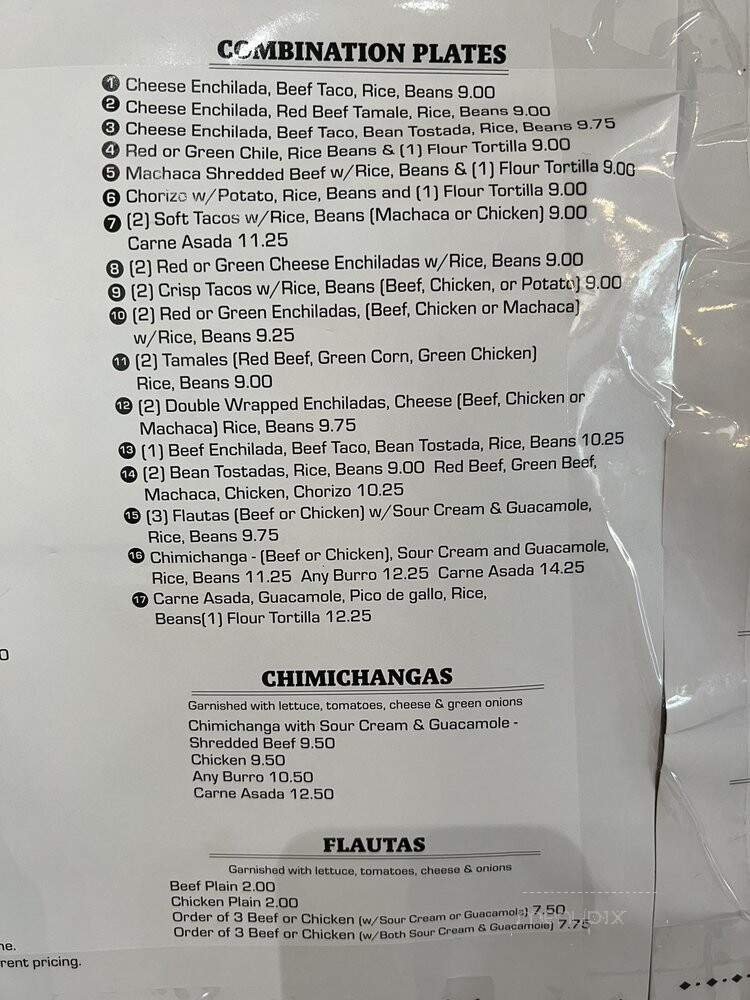 COMBINATION PLATES
1 Cheese Enchilada, Beef Taco, Rice, Beans 9.00
2 Cheese Enchilada, Red Beef Tamale, Rice, Beans 9.00
3 Cheese Enchilada, Beef Taco, Bean Tostada, Rice, Beans 9.75
4 Red or Green Chile, Rice Beans & (1) Flour Tortilla 9.00
5 Machaca Shredded Beef w/Rice, Beans & (1) Flour Tortilla 9.00
6 Chorizo w/Potato, Rice, Beans and (1) Flour Tortilla 9.00
7 (2) Soft Tacos w/Rice, Beans (Machaca or Chicken) 9.00
Carne Asada 11.25
8 (2) Red or Green Cheese Enchiladas w/Rice, Beans 9.00
9 (2) Crisp Tacos w/Rice, Beans (Beef, Chicken, or Potato) 9.00
10 (2) Red or Green Enchiladas, (Beef, Chicken or Machaca)
w/Rice, Beans 9.25
11 (2) Tamales (Red Beef, Green Corn, Green Chicken)
Rice, Beans 9.00
12 (2) Double Wrapped Enchiladas, Cheese (Beef, Chicken or
Machaca) Rice, Beans 9.75
13 (1) Beef Enchilada, Beef Taco, Bean Tostada, Rice, Beans 10.25
14 (2) Bean Tostadas, Rice, Beans 9.00 Red Beef, Green Beef,
Machaca, Chicken, Chorizo 10.25
15 (3) Flautas (Beef or Chicken) w/Sour Cream & Guacamole,
Rice, Beans 9.75
16 Chimichanga - (Beef or Chicken), Sour Cream and Guacamole,
Rice, Beans 11.25 Any Burro 12.25 Carne Asada 14.25
17 Carne Asada, Guacamole, Pico de gallo, Rice,
Beans(1) Flour Tortilla 12.25
CHIMICHANGAS
Garnished with lettuce, tomatoes, cheese & green onions
Chimichanga with Sour Cream & Guacamole -
Shredded Beef 9.50
Chicken 9.50
Any Burro 10.50
Carne Asada 12.50
FLAUTAS
Garnished with lettuce, tomatoes, cheese & onions
Beef Plain 2.00
Chicken Plain 2.00
Order of 3 Beef or Chicken (w/Sour Cream or Guacamole) 7.50
Order of 3 Beef or Chicken (w/Both Sour Cream & Guacamole) 7.75
menupix
rent pricing.